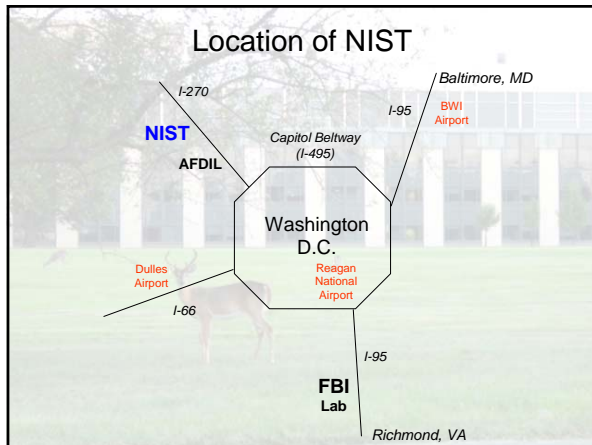 Location of NIST
Baltimore, MD
I-270
I-95
BWI
Airport
NIST
Capitol Beltway
(I-495)
AFDIL
Washington
D.C.
Dulles
Airport
Reagan
National
Airport
I-66
I-95
FBI
Lab
Richmond, VA